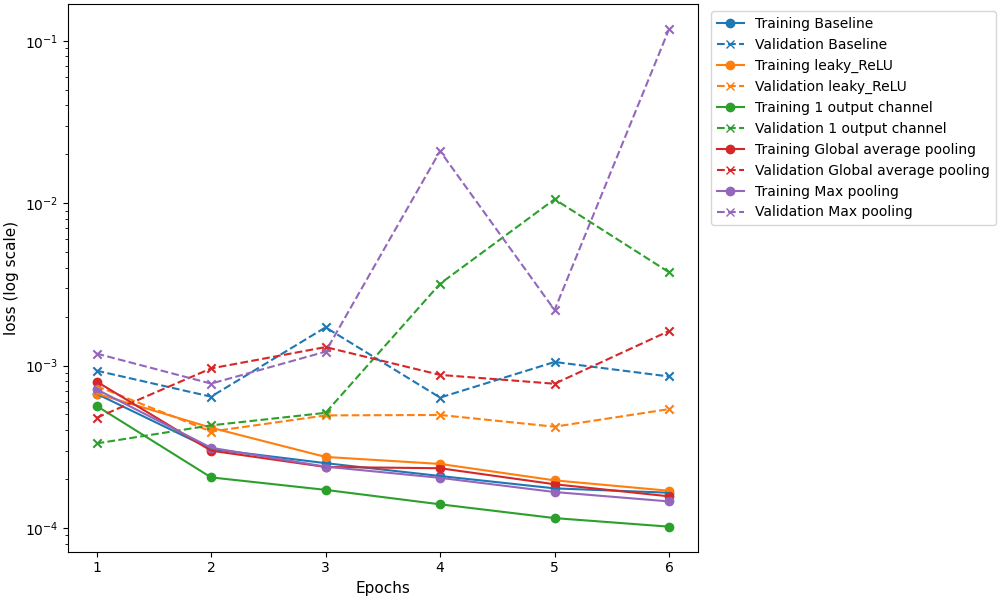 10⁻¹
10⁻²
10⁻³
10⁻⁴
loss (log scale)
1 2 3 4 5 6
Epochs
Training Baseline
Validation Baseline
Training leaky_ReLU
Validation leaky_ReLU
Training 1 output channel
Validation 1 output channel
Training Global average pooling
Validation Global average pooling
Training Max pooling
Validation Max pooling